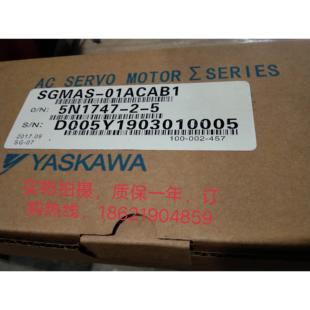 AC SERVO MOTOR Σ SERIES
SGMAS-01ACAB1
O/N: 5N1747-2-5
S/N: D005Y1903010005
2017.09
SG-07
100-002-457
YASKAWA
实物拍摄，质保一年．订
购热线．18621904859